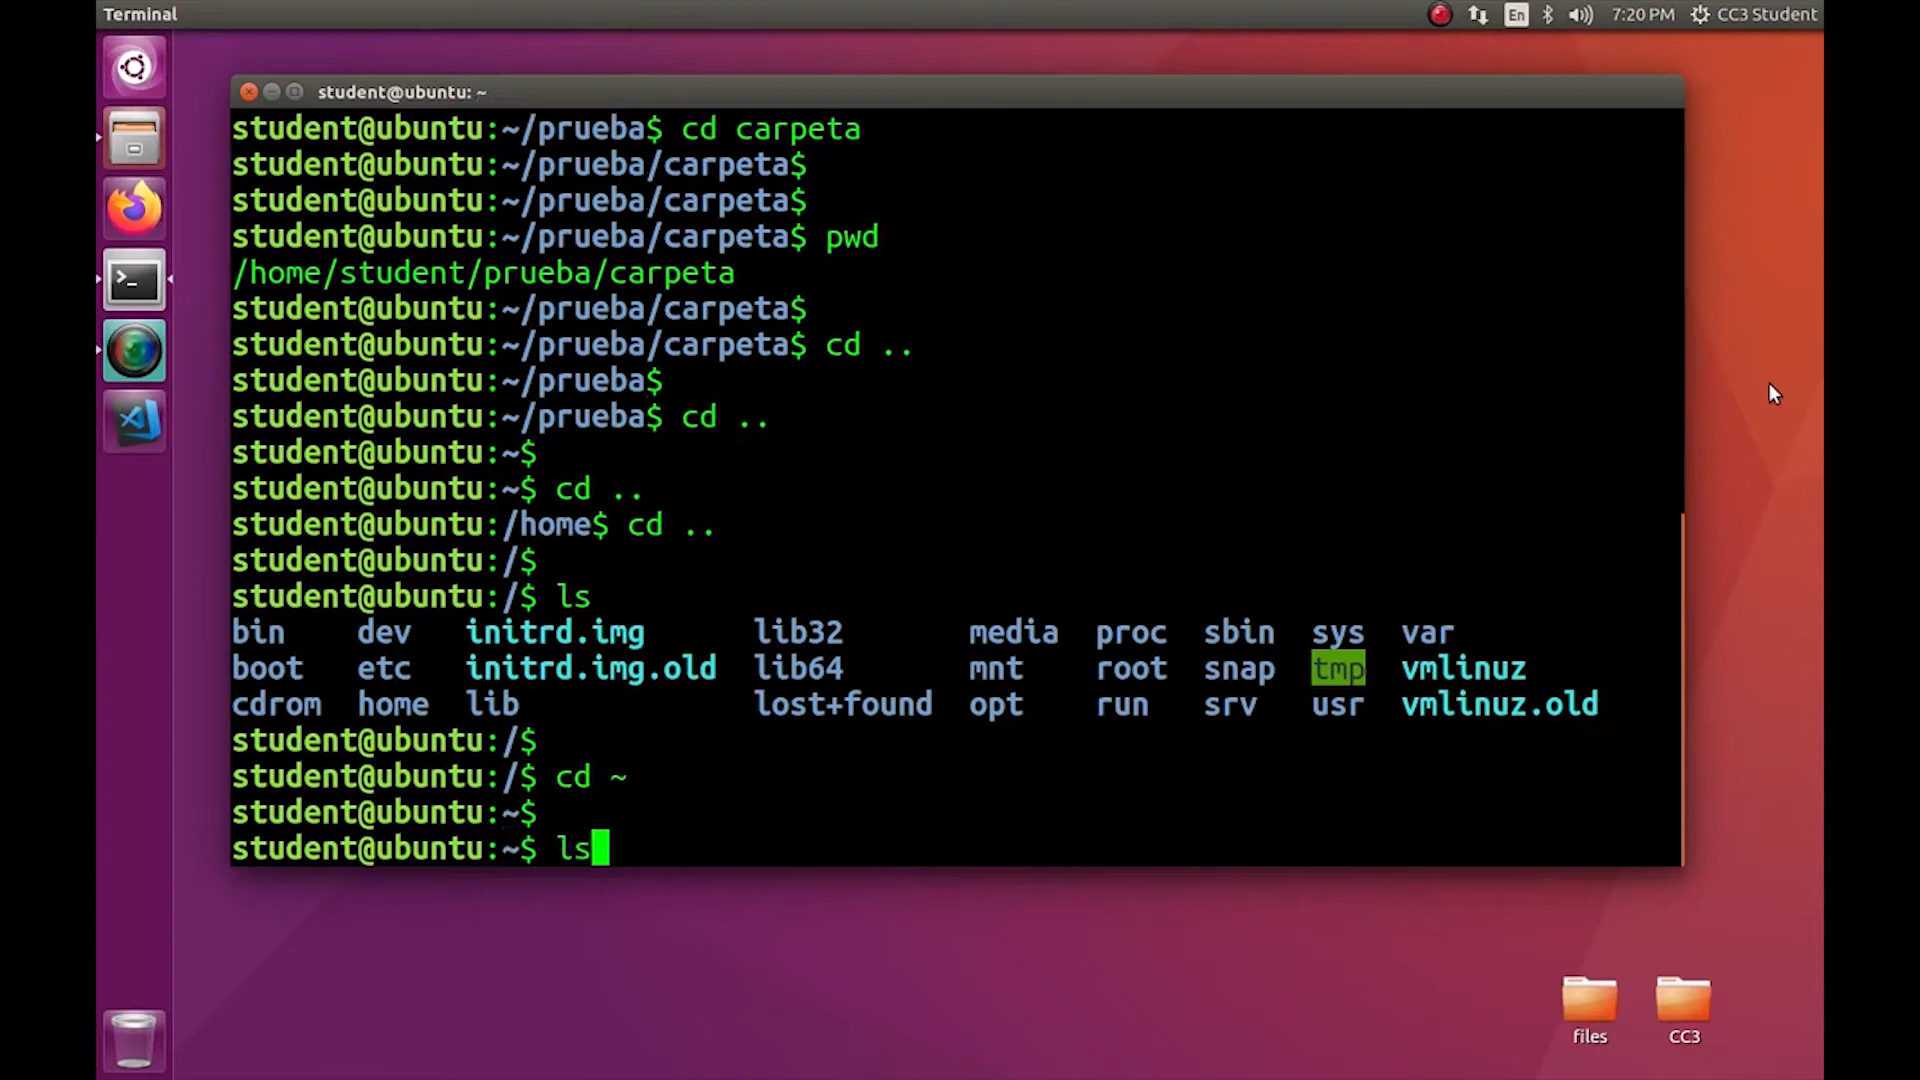 Terminal
En
7:20 PM
CC3 Student
student@ubuntu: ~
student@ubuntu:~/prueba$ cd carpeta
student@ubuntu:~/prueba/carpeta$
student@ubuntu:~/prueba/carpeta$
student@ubuntu:~/prueba/carpeta$ pwd
/home/student/prueba/carpeta
student@ubuntu:~/prueba/carpeta$
student@ubuntu:~/prueba/carpeta$ cd ..
student@ubuntu:~/prueba$
student@ubuntu:~/prueba$ cd ..
student@ubuntu:~$
student@ubuntu:~$ cd ..
student@ubuntu:/home$ cd ..
student@ubuntu:/$
student@ubuntu:/$ ls
bin dev initrd.img lib32 media proc sbin sys var
boot etc initrd.img.old lib64 mnt root snap tmp vmlinuz
cdrom home lib lost+found opt run srv usr vmlinuz.old
student@ubuntu:/$
student@ubuntu:/$ cd ~
student@ubuntu:~$
student@ubuntu:~$ ls
files
CC3